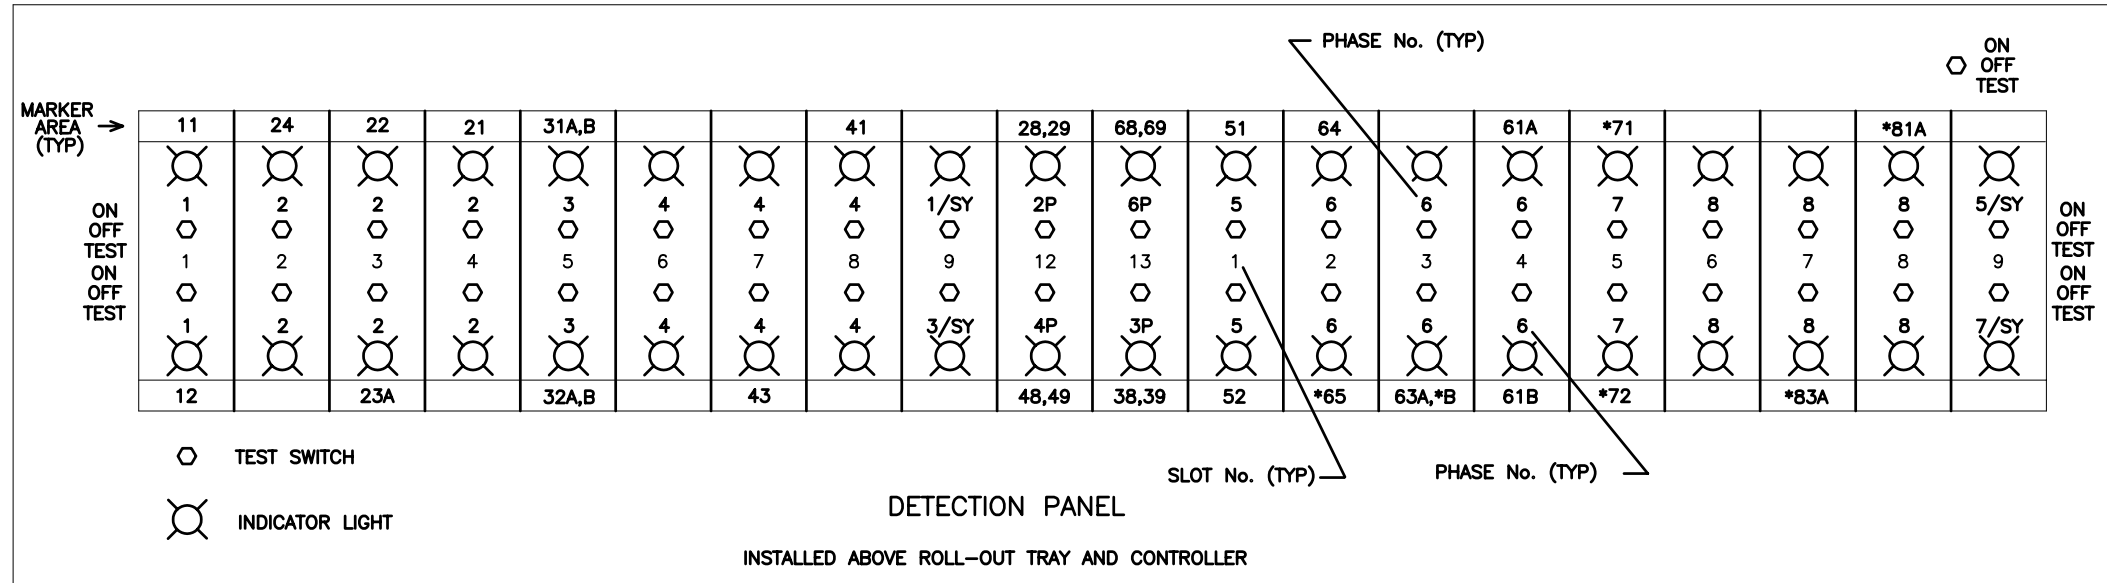 PHASE No. (TYP)
ON
OFF
TEST
MARKER
AREA
(TYP)
11 24 22 21 31A,B 41 28,29 68,69 51 64 61A *71 *81A
1 2 2 2 3 4 4 4 1/SY 2P 6P 5 6 6 6 7 8 8 8 5/SY
ON
OFF
TEST
ON
OFF
TEST
1 2 3 4 5 6 7 8 9 12 13 1 2 3 4 5 6 7 8 9
ON
OFF
TEST
ON
OFF
TEST
1 2 2 2 3 4 4 4 3/SY 4P 3P 5 6 6 6 7 8 8 8 7/SY
12 23A 32A,B 43 48,49 38,39 52 *65 63A,*B 61B *72 *83A
TEST SWITCH
SLOT No. (TYP)
PHASE No. (TYP)
INDICATOR LIGHT
DETECTION PANEL
INSTALLED ABOVE ROLL-OUT TRAY AND CONTROLLER